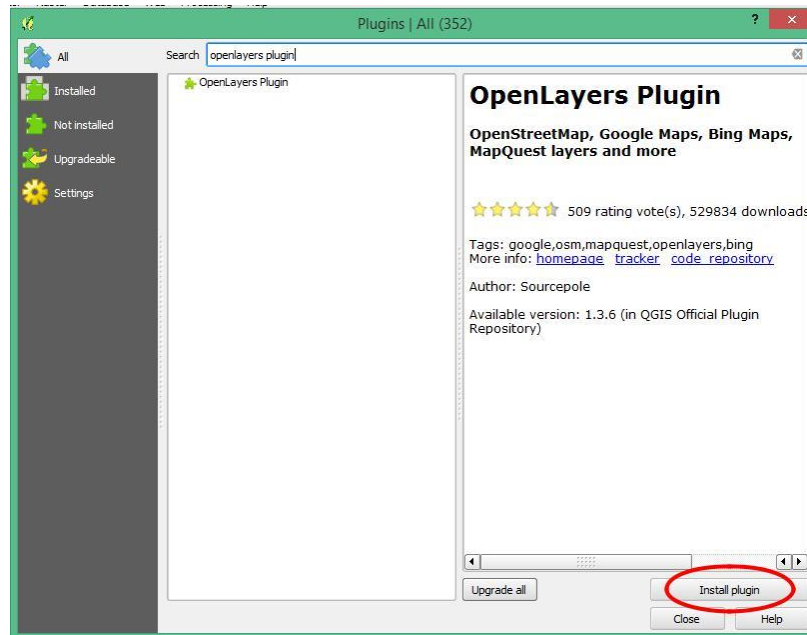 Plugins | All (352)
?
All
Search openlayers plugin
Installed
Not installed
Upgradeable
Settings
OpenLayers Plugin
OpenLayers Plugin
OpenStreetMap, Google Maps, Bing Maps,
MapQuest layers and more
509 rating vote(s), 529834 downloads
Tags: google,osm,mapquest,openlayers,bing
More info: homepage tracker code repository
Author: Sourcepole
Available version: 1.3.6 (in QGIS Official Plugin
Repository)
Upgrade all
Install plugin
Close
Help